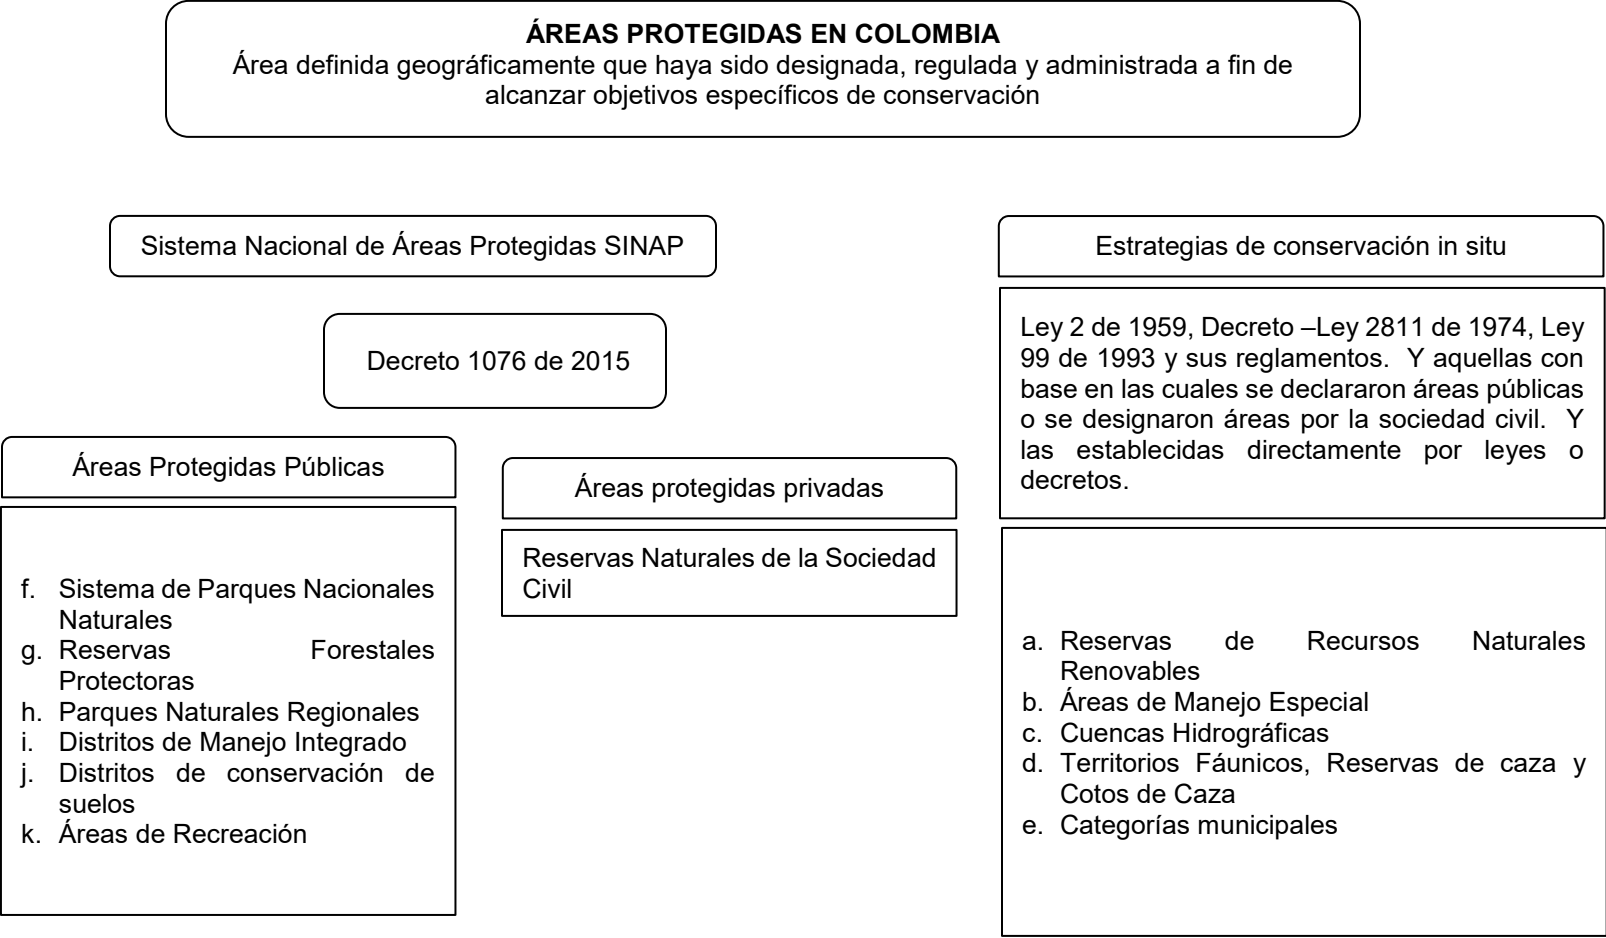 ÁREAS PROTEGIDAS EN COLOMBIA
Área definida geográficamente que haya sido designada, regulada y administrada a fin de
alcanzar objetivos específicos de conservación
Sistema Nacional de Áreas Protegidas SINAP
Decreto 1076 de 2015
Áreas Protegidas Públicas
f. Sistema de Parques Nacionales
Naturales
g. Reservas Forestales
Protectoras
h. Parques Naturales Regionales
i. Distritos de Manejo Integrado
j. Distritos de conservación de
suelos
k. Áreas de Recreación
Áreas protegidas privadas
Reservas Naturales de la Sociedad
Civil
Estrategias de conservación in situ
Ley 2 de 1959, Decreto –Ley 2811 de 1974, Ley
99 de 1993 y sus reglamentos. Y aquellas con
base en las cuales se declararon áreas públicas
o se designaron áreas por la sociedad civil. Y
las establecidas directamente por leyes o
decretos.
a. Reservas de Recursos Naturales
Renovables
b. Áreas de Manejo Especial
c. Cuencas Hidrográficas
d. Territorios Fáunicos, Reservas de caza y
Cotos de Caza
e. Categorías municipales